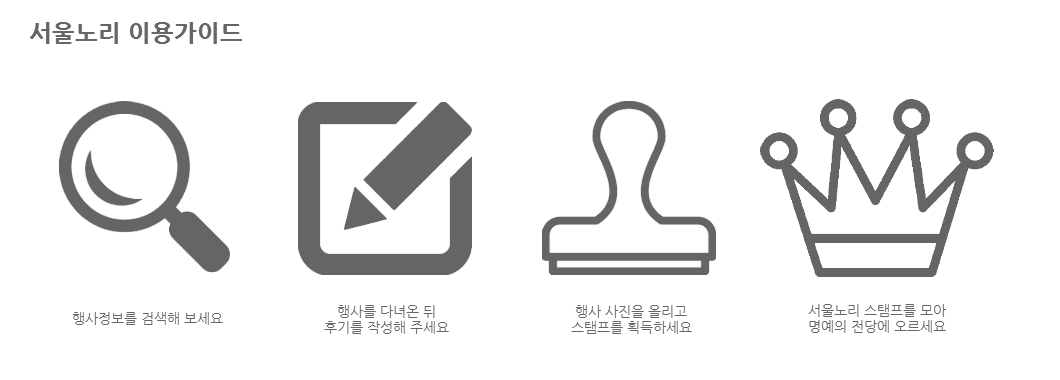 서울노리 이용가이드
행사정보를 검색해 보세요
행사를 다녀온 뒤
후기를 작성해 주세요
행사 사진을 올리고
스탬프를 획득하세요
서울노리 스탬프를 모아
명예의 전당에 오르세요